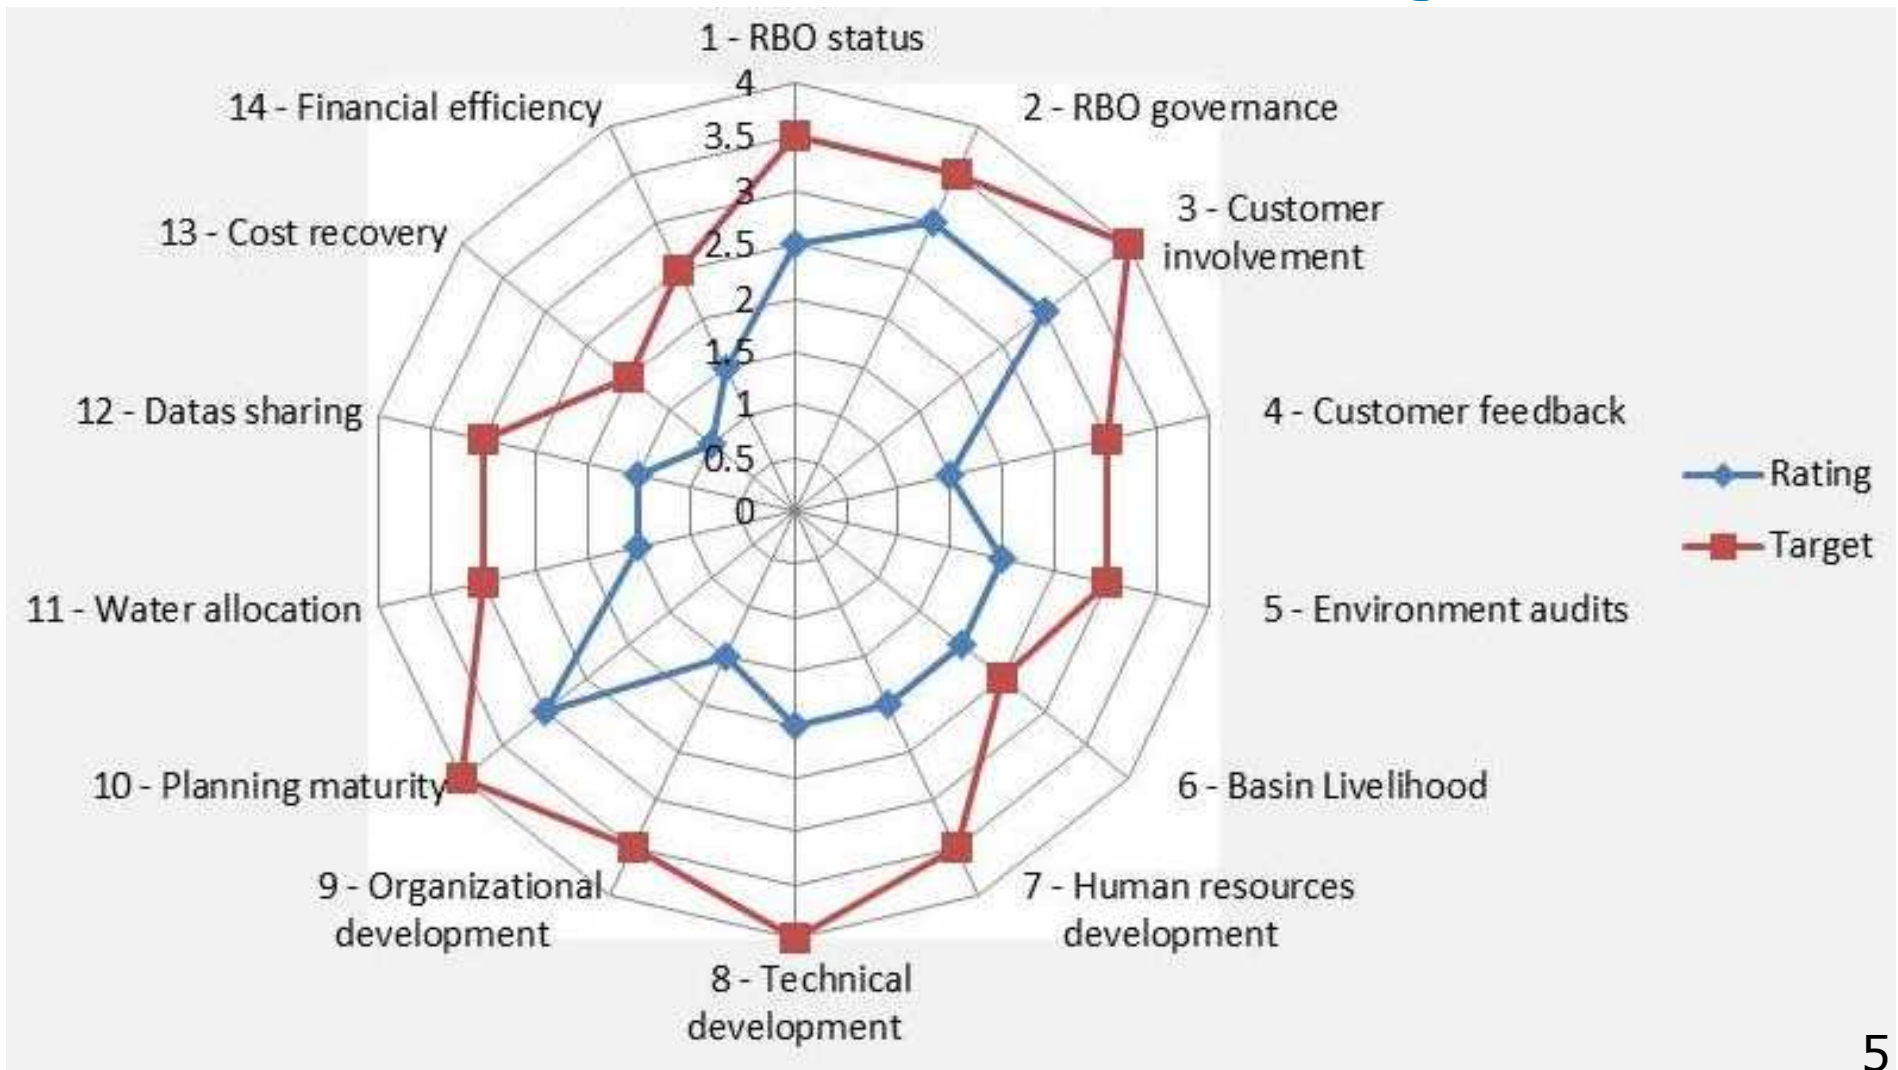 1 - RBO status
2 - RBO governance
3 - Customer
involvement
4 - Customer feedback
5 - Environment audits
6 - Basin Livelihood
7 - Human resources
development
8 - Technical
development
9 - Organizational
development
10 - Planning maturity
11 - Water allocation
12 - Datas sharing
13 - Cost recovery
14 - Financial efficiency
4
3.5
3
2.5
2
1.5
1
0.5
0
Rating
Target
5